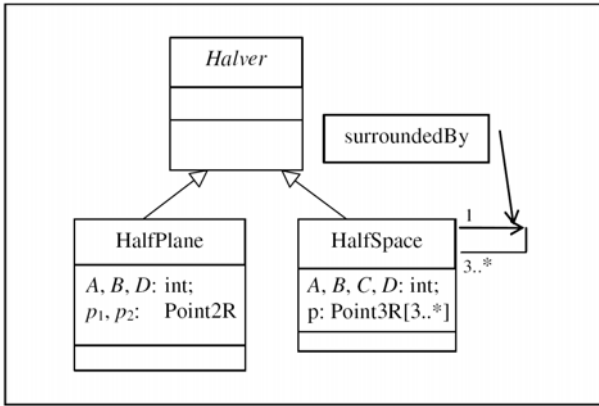 Halver
surroundedBy
1
HalfPlane
HalfSpace
3..*
A, B, D: int;
p₁, p₂: Point2R
A, B, C, D: int;
p: Point3R[3..*]